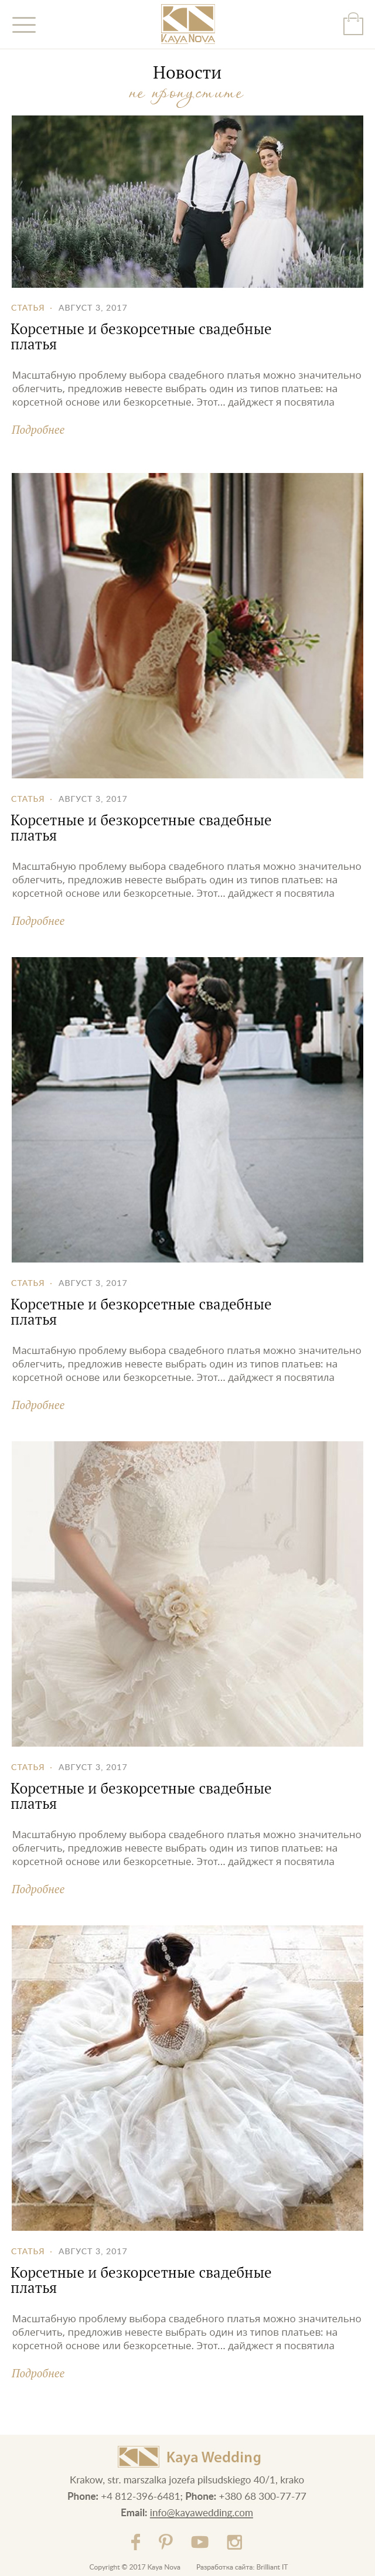 KAYA NOVA
Новости
не пропустите
СТАТЬЯ - АВГУСТ 3, 2017
Корсетные и безкорсетные свадебные
платья
Масштабную проблему выбора свадебного платья можно значительно
облегчить, предложив невесте выбрать один из типов платьев: на
корсетной основе или безкорсетные. Этот... дайджест я посвятила
Подробнее
СТАТЬЯ - АВГУСТ 3, 2017
Корсетные и безкорсетные свадебные
платья
Масштабную проблему выбора свадебного платья можно значительно
облегчить, предложив невесте выбрать один из типов платьев: на
корсетной основе или безкорсетные. Этот... дайджест я посвятила
Подробнее
СТАТЬЯ - АВГУСТ 3, 2017
Корсетные и безкорсетные свадебные
платья
Масштабную проблему выбора свадебного платья можно значительно
облегчить, предложив невесте выбрать один из типов платьев: на
корсетной основе или безкорсетные. Этот... дайджест я посвятила
Подробнее
СТАТЬЯ - АВГУСТ 3, 2017
Корсетные и безкорсетные свадебные
платья
Масштабную проблему выбора свадебного платья можно значительно
облегчить, предложив невесте выбрать один из типов платьев: на
корсетной основе или безкорсетные. Этот... дайджест я посвятила
Подробнее
СТАТЬЯ - АВГУСТ 3, 2017
Корсетные и безкорсетные свадебные
платья
Масштабную проблему выбора свадебного платья можно значительно
облегчить, предложив невесте выбрать один из типов платьев: на
корсетной основе или безкорсетные. Этот... дайджест я посвятила
Подробнее
Kaya Wedding
Krakow, str. marszalka jozefa pilsudskiego 40/1, krako
Phone: +4 812-396-6481; Phone: +380 68 300-77-77
Email: info@kayawedding.com
Copyright © 2017 Kaya Nova Разработка сайта: Brilliant IT